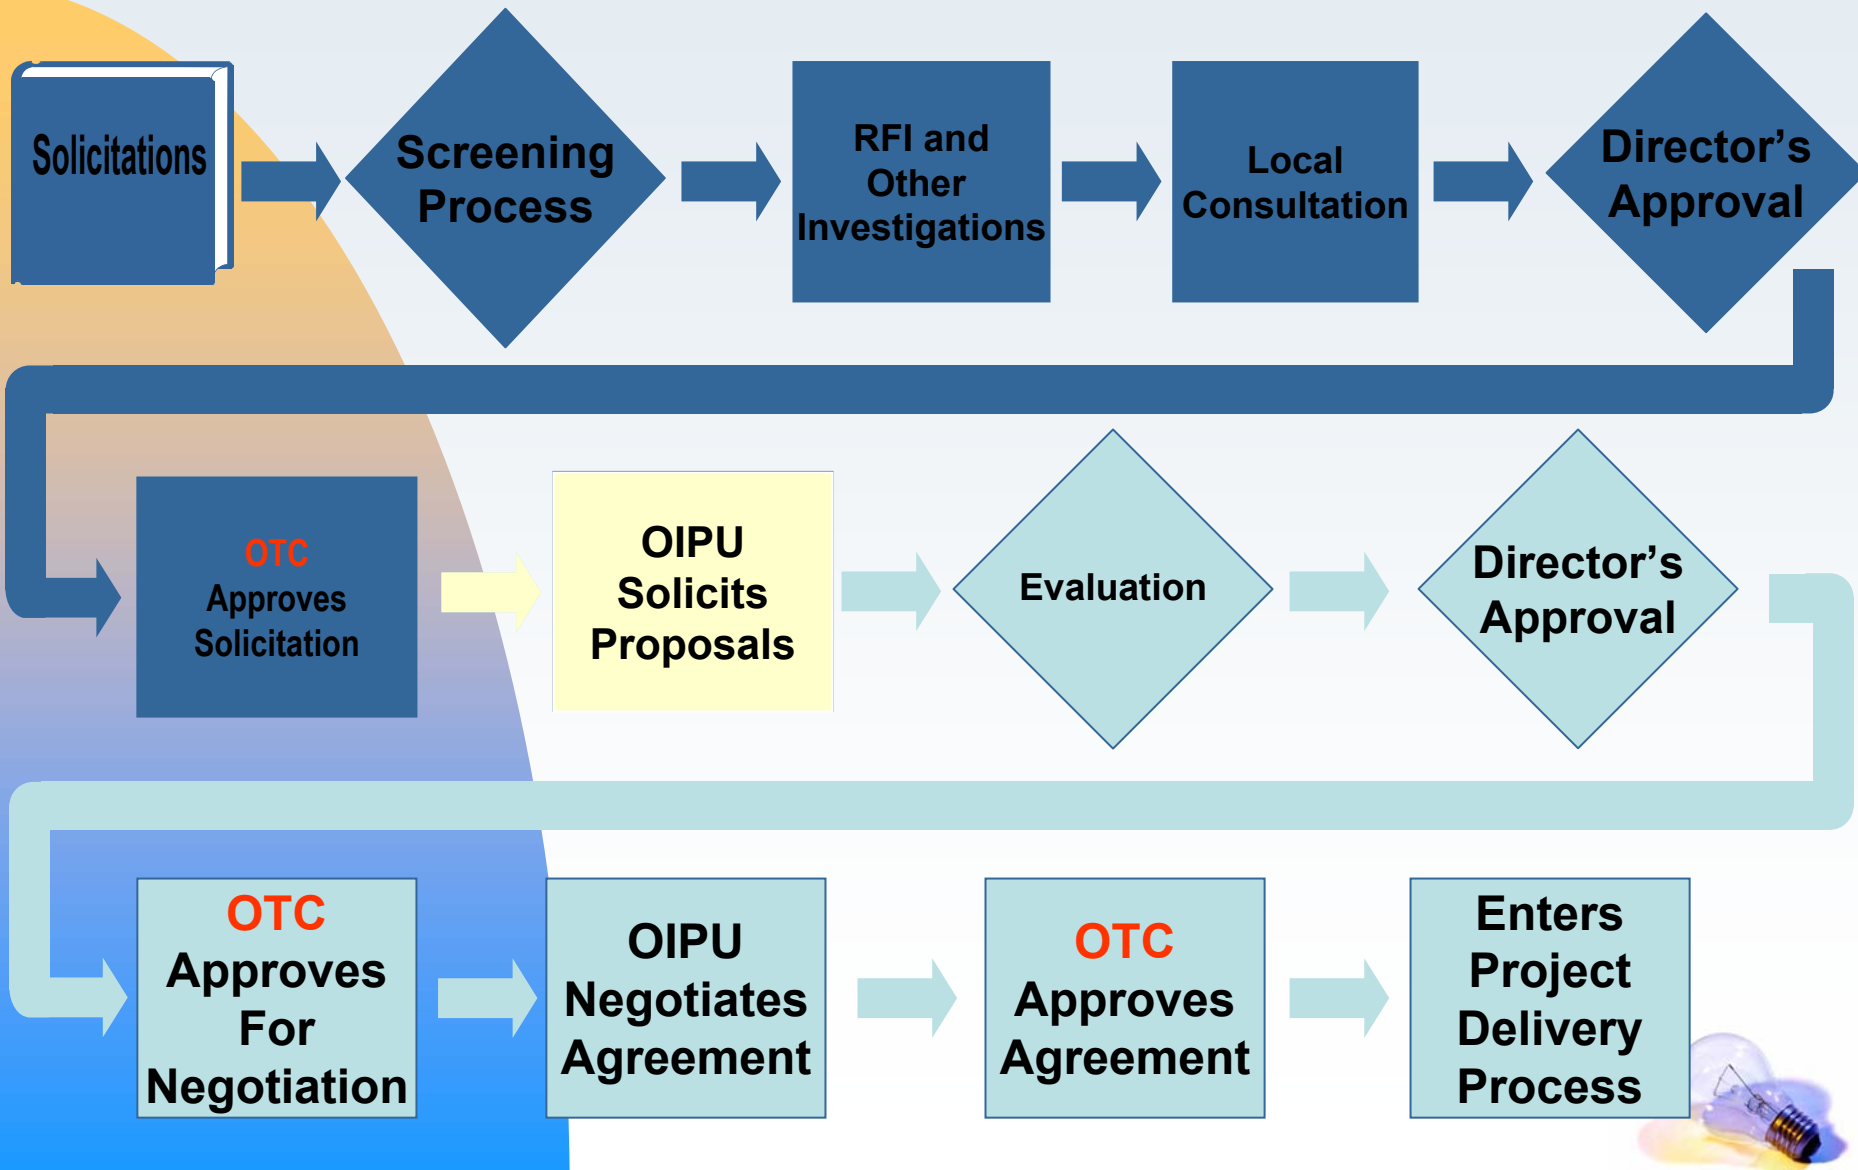 Solicitations
Screening
Process
RFI and
Other
Investigations
Local
Consultation
Director’s
Approval
OTC
Approves
Solicitation
OIPU
Solicits
Proposals
Evaluation
Director’s
Approval
OTC
Approves
For
Negotiation
OIPU
Negotiates
Agreement
OTC
Approves
Agreement
Enters
Project
Delivery
Process